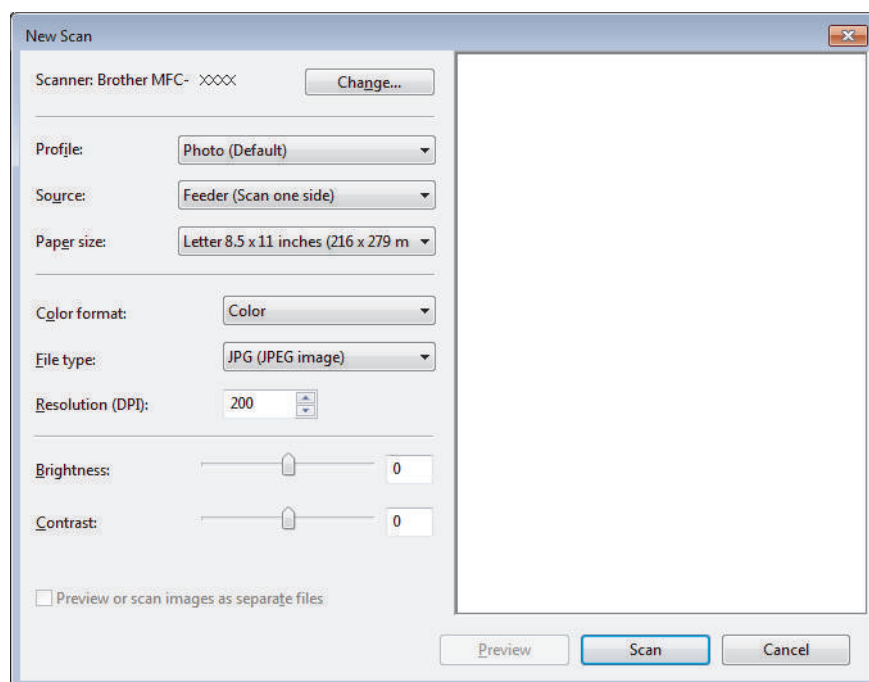 New Scan
Scanner: Brother MFC- XXXX
Change...
Profile:
Photo (Default)
Source:
Feeder (Scan one side)
Paper size:
Letter 8.5 x 11 inches (216 x 279 m
Color format:
Color
File type:
JPG (JPEG image)
Resolution (DPI):
200
Brightness:
0
Contrast:
0
Preview or scan images as separate files
Preview
Scan
Cancel